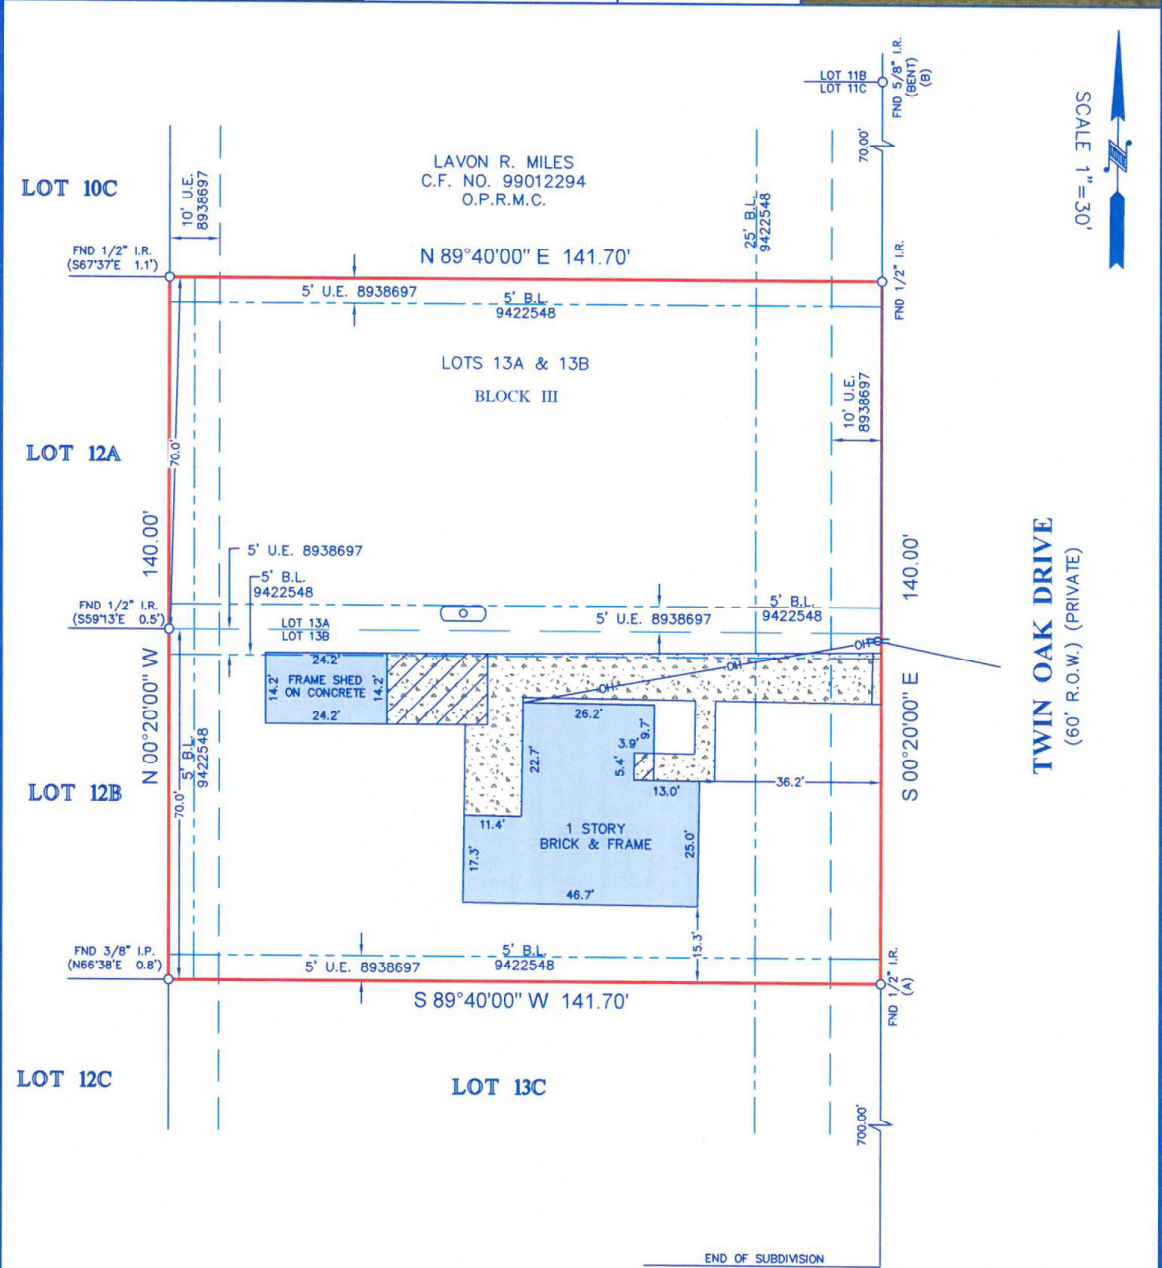 LOT 11B
LOT 11C
FND 5/8" I.R.
(BENT)
(B)
SCALE 1"=30'
70.00'
LAVON R. MILES
C.F. NO. 99012294
O.P.R.M.C.
LOT 10C
10' U.E.
8938697
25' B.L.
9422548
FND 1/2" I.R.
(S67°37'E 1.1')
N 89°40'00" E 141.70'
FND 1/2" I.R.
5' U.E. 8938697
5' B.L.
9422548
LOTS 13A & 13B
BLOCK III
10' U.E.
8938697
LOT 12A
70.0'
140.00'
5' U.E. 8938697
5' B.L.
9422548
140.00'
TWIN OAK DRIVE
(60' R.O.W.) (PRIVATE)
FND 1/2" I.R.
(S59°13'E 0.5')
LOT 13A
LOT 13B
5' U.E. 8938697
5' B.L.
9422548
OH
OH
OH
24.2'
14.2'
FRAME SHED
ON CONCRETE
14.2'
24.2'
N 00°20'00" W
S 00°20'00" E
26.2'
9.7'
22.7'
3.9'
5.4'
13.0'
36.2'
5' B.L.
9422548
LOT 12B
70.0'
11.4'
1 STORY
BRICK & FRAME
17.3'
25.0'
46.7'
15.3'
FND 3/8" I.P.
(N66°38'E 0.8')
5' U.E. 8938697
5' B.L.
9422548
FND 1/2" I.R.
(A)
S 89°40'00" W 141.70'
LOT 12C
LOT 13C
700.00'
END OF SUBDIVISION